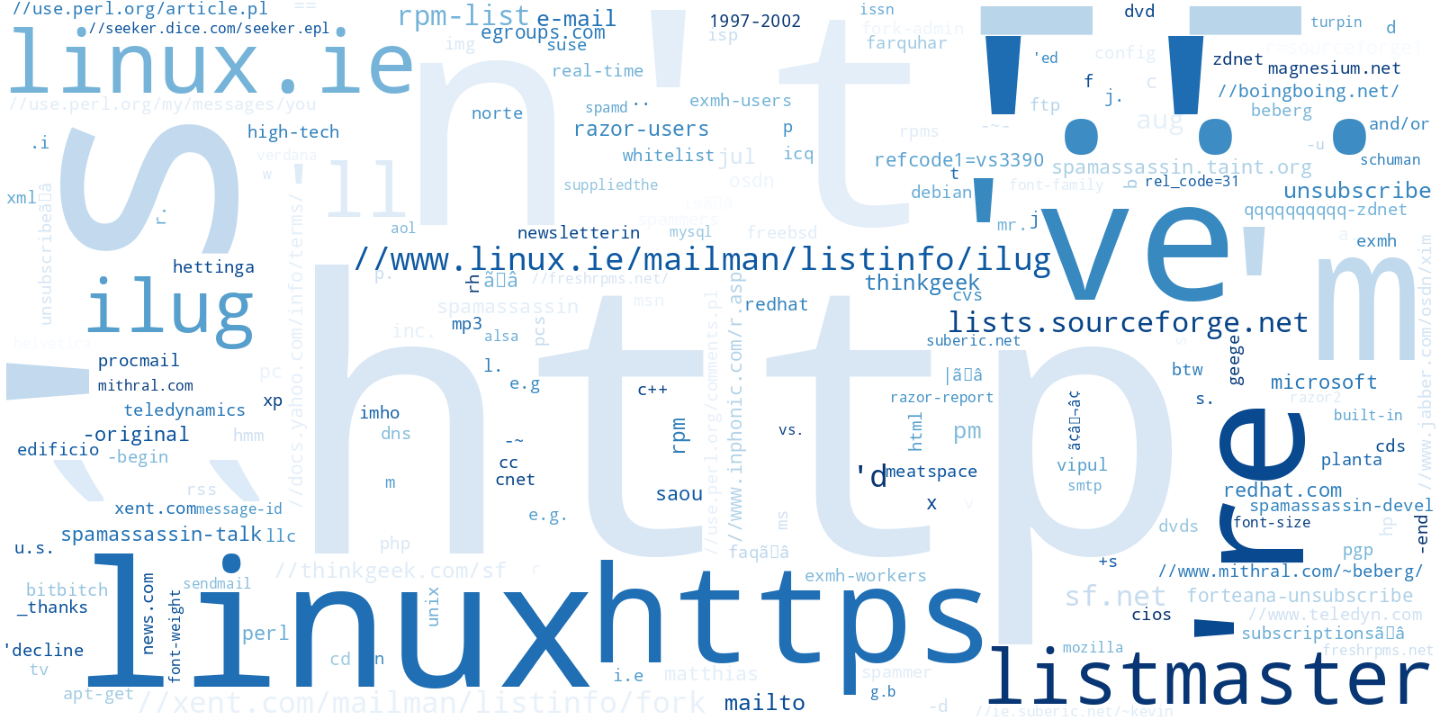 //use.perl.org/article.pl
==
rpm-list
e-mail
1997-2002
issn
dvd
turpin
d
//seeker.dice.com/seeker.epl
egroups.com
fork-admin
linux.ie
n't
img
suse
isp
farquhar
...
'ed
config
zdnet
magnesium.net
real-time
f
c
//boingboing.net/
//use.perl.org/my/messages/you
spamd
..
exmh-users
ftp
j.
beberg
norte
aug
and/or
high-tech
razor-users
p
rpms
-~-
.i
-u
verdana
whitelist
jul
icq
refcode1=vs3390
spamassassin.taint.org
schuman
's
w
'll
suppliedthe
osdn
t
font-family
b
rel_code=31
unsubscribe
xml
debian
've
qqqqqqqqqq-zdnet
r.
spammers
mr.
j
aol
newsletterin
mysql
freebsd
'm
a
exmh
//www.linux.ie/mailman/listinfo/ilug
hettinga
p.
rh
//freshrpms.net/
thinkgeek
cvs
ilug
spamassassin
msn
redhat
lists.sourceforge.net
inc.
mp3
alsa
pcs
suberic.net
s
helvetica
http
procmail
l.
btw
geege
mithral.com
pc
e.g
c++
microsoft
xp
razor-report
s.
razor2
teledynamics
imho
built-in
-original
hmm
dns
rpm
vs.
html
pm
're
cds
edificio
-begin
-~
planta
``
cc
'd
meatspace
vipul
rss
m
cnet
saou
smtp
redhat.com
xent.com
message-id
x
v
spamassassin-devel
e.g.
ms
font-size
spamassassin-talk
llc
dvds
hp
-end
u.s.
php
pgp
//docs.yahoo.com/info/terms/
//use.perl.org/comments.pl
//www.inphonic.com/r.asp
//www.jabber.com/osdn/xim
//thinkgeek.com/sf
r
+s
//www.mithral.com/~beberg/
exmh-workers
bitbitch
sendmail
linux
https
sf.net
forteana-unsubscribe
_thanks
news.com
font-weight
unix
cios
//www.teledyn.com
perl
'decline
mozilla
freshrpms.net
tv
cd
n
i.e
matthias
spammer
listmaster
apt-get
g.b
//xent.com/mailman/listinfo/fork
mailto
-d
//ie.suberic.net/~kevin